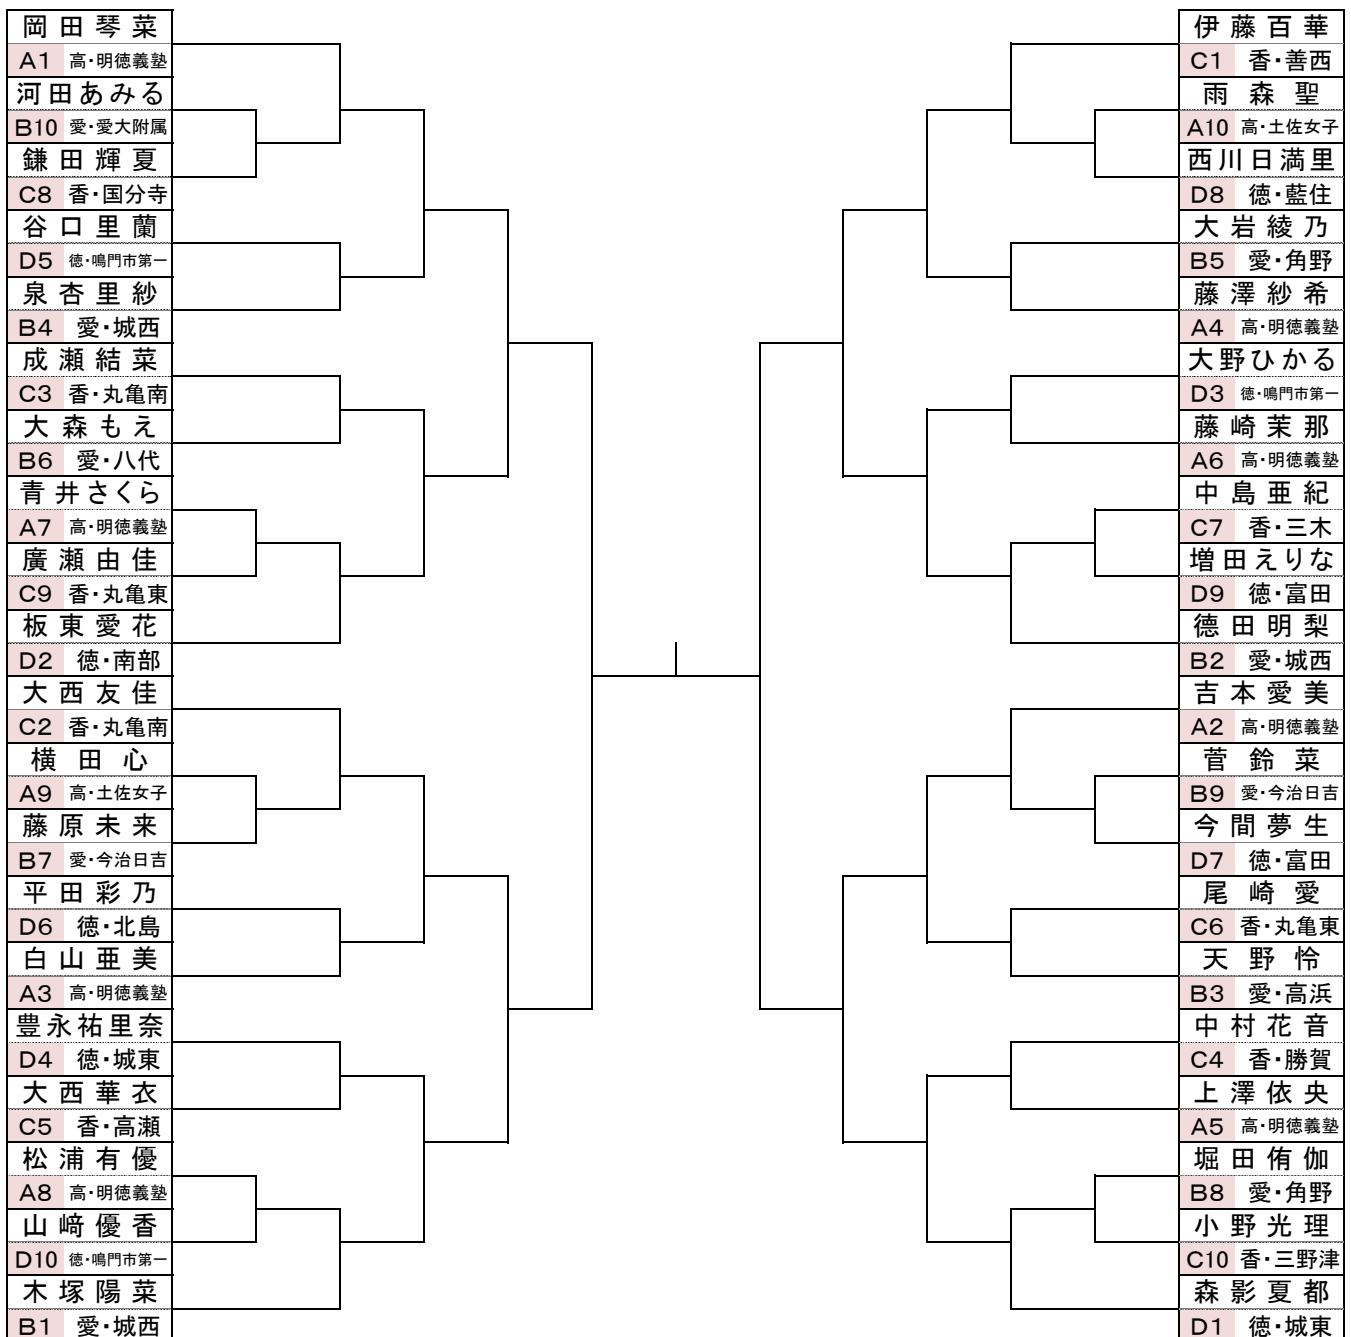 岡田琴菜
A1 高・明徳義塾
河田あみる
B10 愛・愛大附属
鎌田輝夏
C8 香・国分寺
谷口里蘭
D5 徳・鳴門市第一
泉杏里紗
B4 愛・城西
成瀬結菜
C3 香・丸亀南
大森もえ
B6 愛・八代
青井さくら
A7 高・明徳義塾
廣瀬由佳
C9 香・丸亀東
板東愛花
D2 徳・南部
大西友佳
C2 香・丸亀南
横田心
A9 高・土佐女子
藤原未来
B7 愛・今治日吉
平田彩乃
D6 徳・北島
白山亜美
A3 高・明徳義塾
豊永祐里奈
D4 徳・城東
大西華衣
C5 香・高瀬
松浦有優
A8 高・明徳義塾
山﨑優香
D10 徳・鳴門市第一
木塚陽菜
B1 愛・城西
伊藤百華
C1 香・善西
雨森聖
A10 高・土佐女子
西川日満里
D8 徳・藍住
大岩綾乃
B5 愛・角野
藤澤紗希
A4 高・明徳義塾
大野ひかる
D3 徳・鳴門市第一
藤崎茉那
A6 高・明徳義塾
中島亜紀
C7 香・三木
増田えりな
D9 徳・富田
德田明梨
B2 愛・城西
吉本愛美
A2 高・明徳義塾
菅鈴菜
B9 愛・今治日吉
今間夢生
D7 徳・富田
尾崎愛
C6 香・丸亀東
天野怜
B3 愛・高浜
中村花音
C4 香・勝賀
上澤依央
A5 高・明徳義塾
堀田侑伽
B8 愛・角野
小野光理
C10 香・三野津
森影夏都
D1 徳・城東